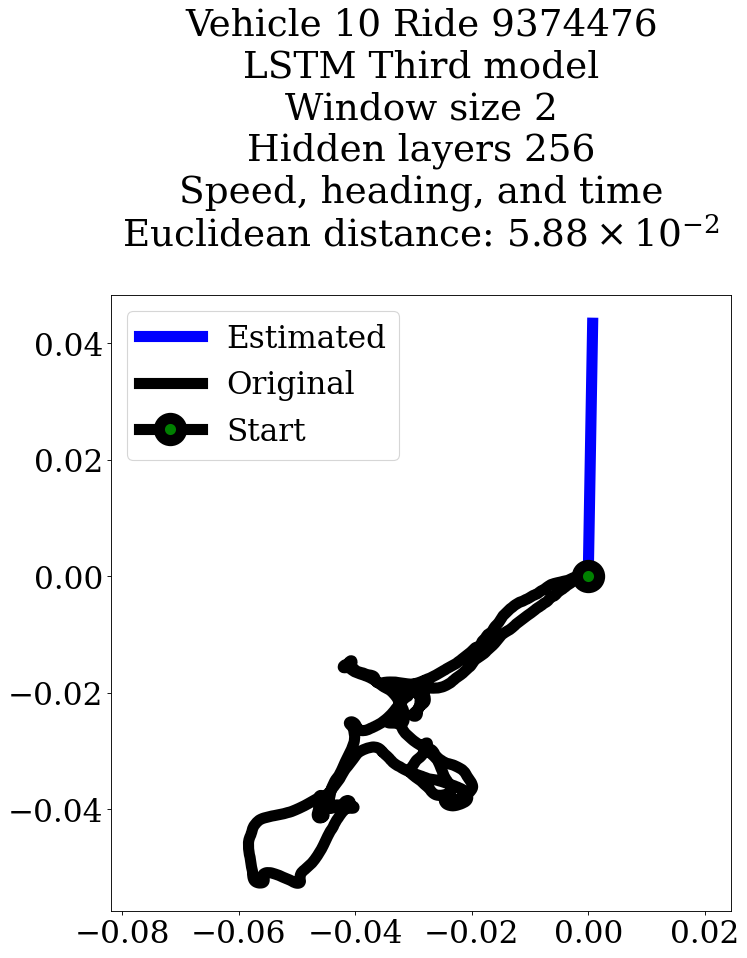 Vehicle 10 Ride 9374476
LSTM Third model
Window size 2
Hidden layers 256
Speed, heading, and time
Euclidean distance: 5.88 × 10⁻²
Estimated
Original
Start
0.04
0.02
0.00
−0.02
−0.04
−0.08 −0.06 −0.04 −0.02 0.00 0.02